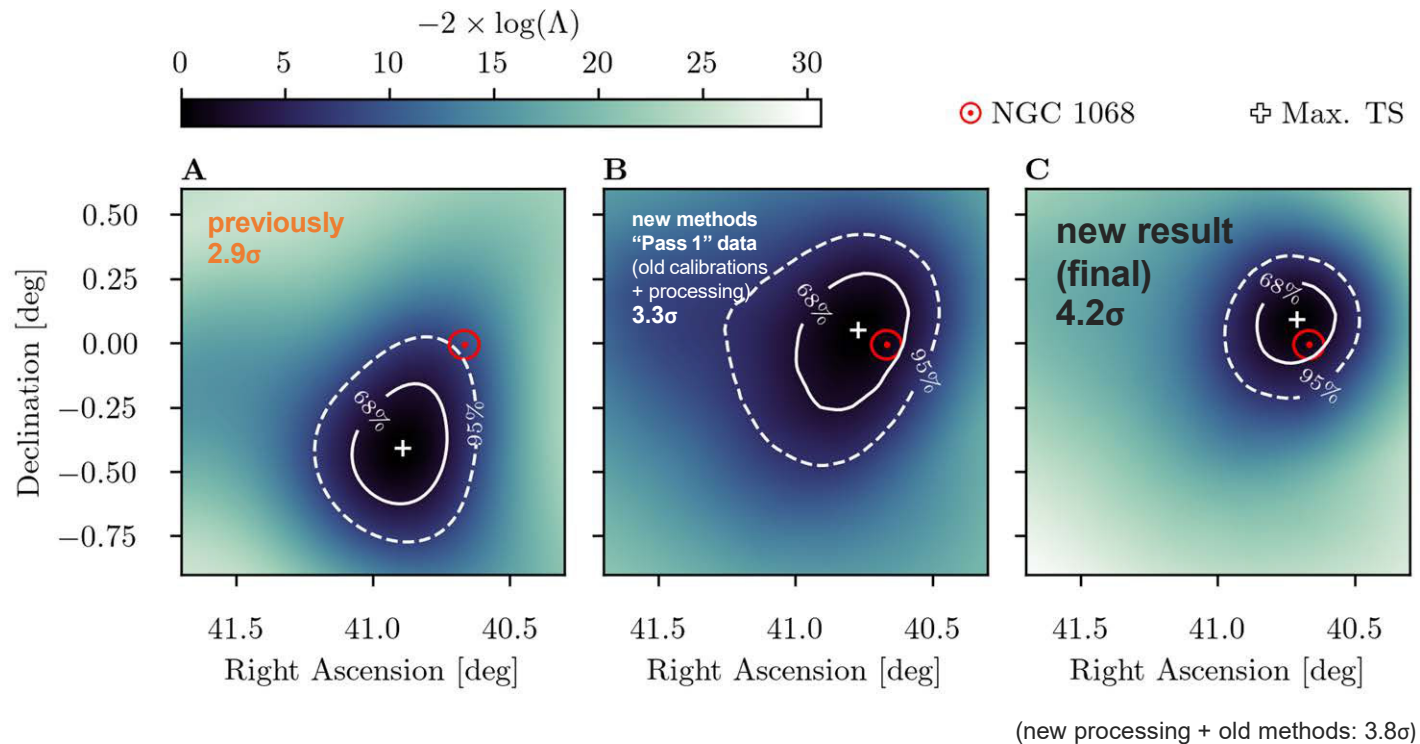 −2 × log(Λ)
0 5 10 15 20 25 30
NGC 1068
Max. TS
A
previously
2.9σ
68%
95%
B
new methods
“Pass 1” data
(old calibrations
+ processing)
3.3σ
68%
95%
C
new result
(final)
4.2σ
68%
95%
Declination [deg]
0.50
0.25
0.00
−0.25
−0.50
−0.75
41.5 41.0 40.5
41.5 41.0 40.5
41.5 41.0 40.5
Right Ascension [deg]
Right Ascension [deg]
Right Ascension [deg]
(new processing + old methods: 3.8σ)